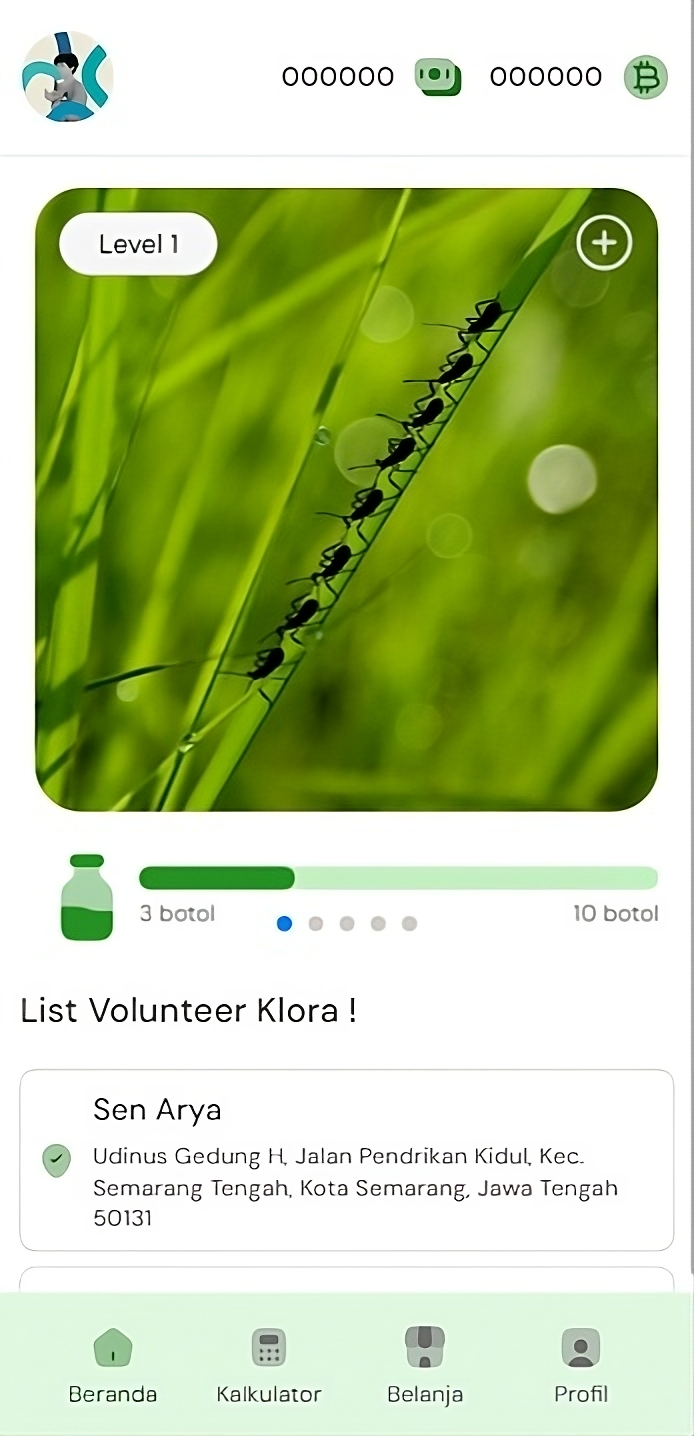 000000 000000
Level 1
3 botol 10 botol
List Volunteer Klora !
Sen Arya
Udinus Gedung H, Jalan Pendrikan Kidul, Kec.
Semarang Tengah, Kota Semarang, Jawa Tengah
50131
Beranda Kalkulator Belanja Profil